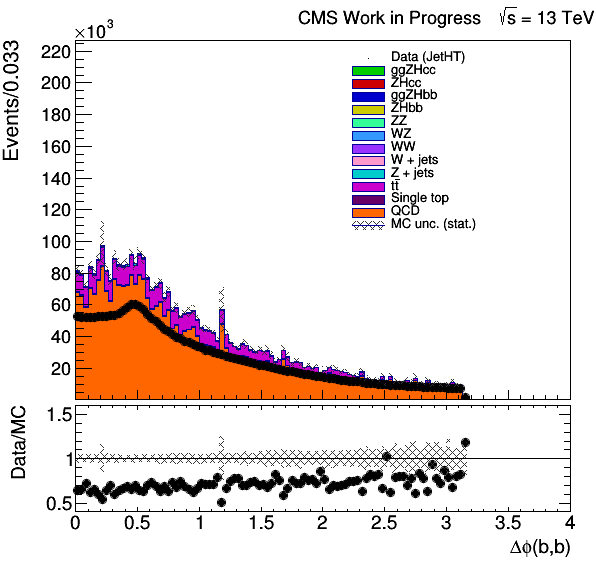 CMS Work in Progress √s = 13 TeV
×10³
Events/0.033
220
200
180
160
140
120
100
80
60
40
20
Data (JetHT)
ggZHcc
ZHcc
ggZHbb
ZHbb
ZZ
WZ
WW
W + jets
Z + jets
tt̄
Single top
QCD
MC unc. (stat.)
Data/MC
1.5
1
0.5
0 0.5 1 1.5 2 2.5 3 3.5 4
Δϕ(b,b)